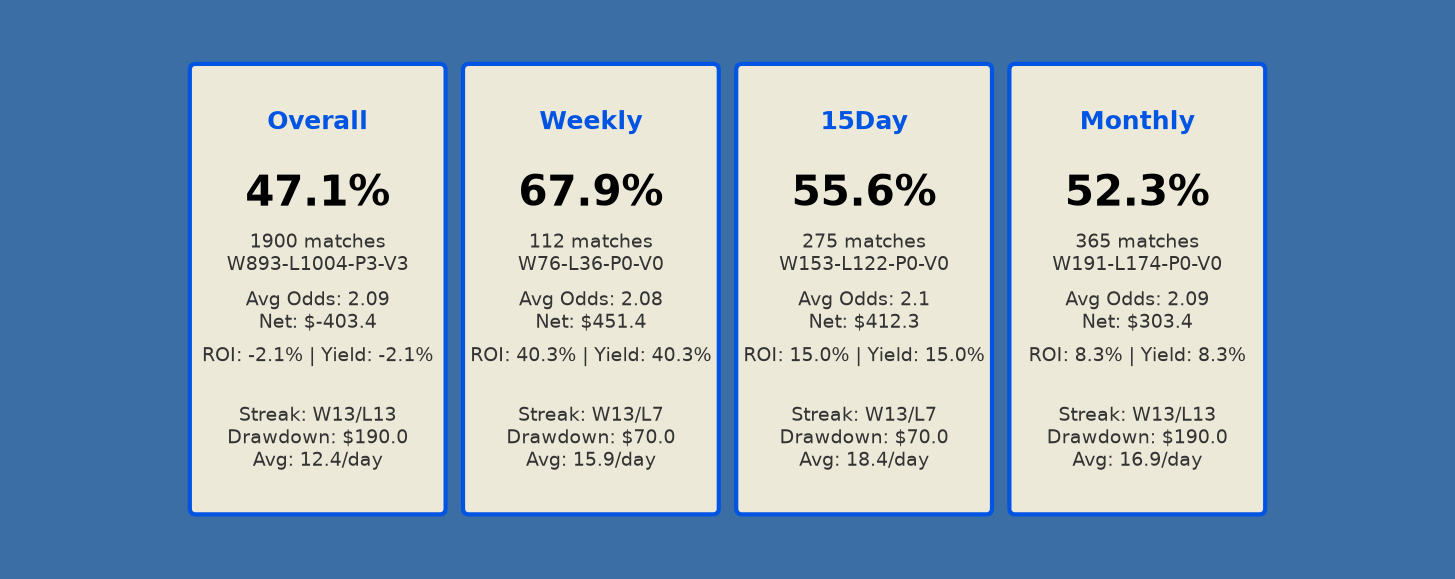 Overall
47.1%
1900 matches
W893-L1004-P3-V3
Avg Odds: 2.09
Net: $-403.4
ROI: -2.1% | Yield: -2.1%
Streak: W13/L13
Drawdown: $190.0
Avg: 12.4/day
Weekly
67.9%
112 matches
W76-L36-P0-V0
Avg Odds: 2.08
Net: $451.4
ROI: 40.3% | Yield: 40.3%
Streak: W13/L7
Drawdown: $70.0
Avg: 15.9/day
15Day
55.6%
275 matches
W153-L122-P0-V0
Avg Odds: 2.1
Net: $412.3
ROI: 15.0% | Yield: 15.0%
Streak: W13/L7
Drawdown: $70.0
Avg: 18.4/day
Monthly
52.3%
365 matches
W191-L174-P0-V0
Avg Odds: 2.09
Net: $303.4
ROI: 8.3% | Yield: 8.3%
Streak: W13/L13
Drawdown: $190.0
Avg: 16.9/day